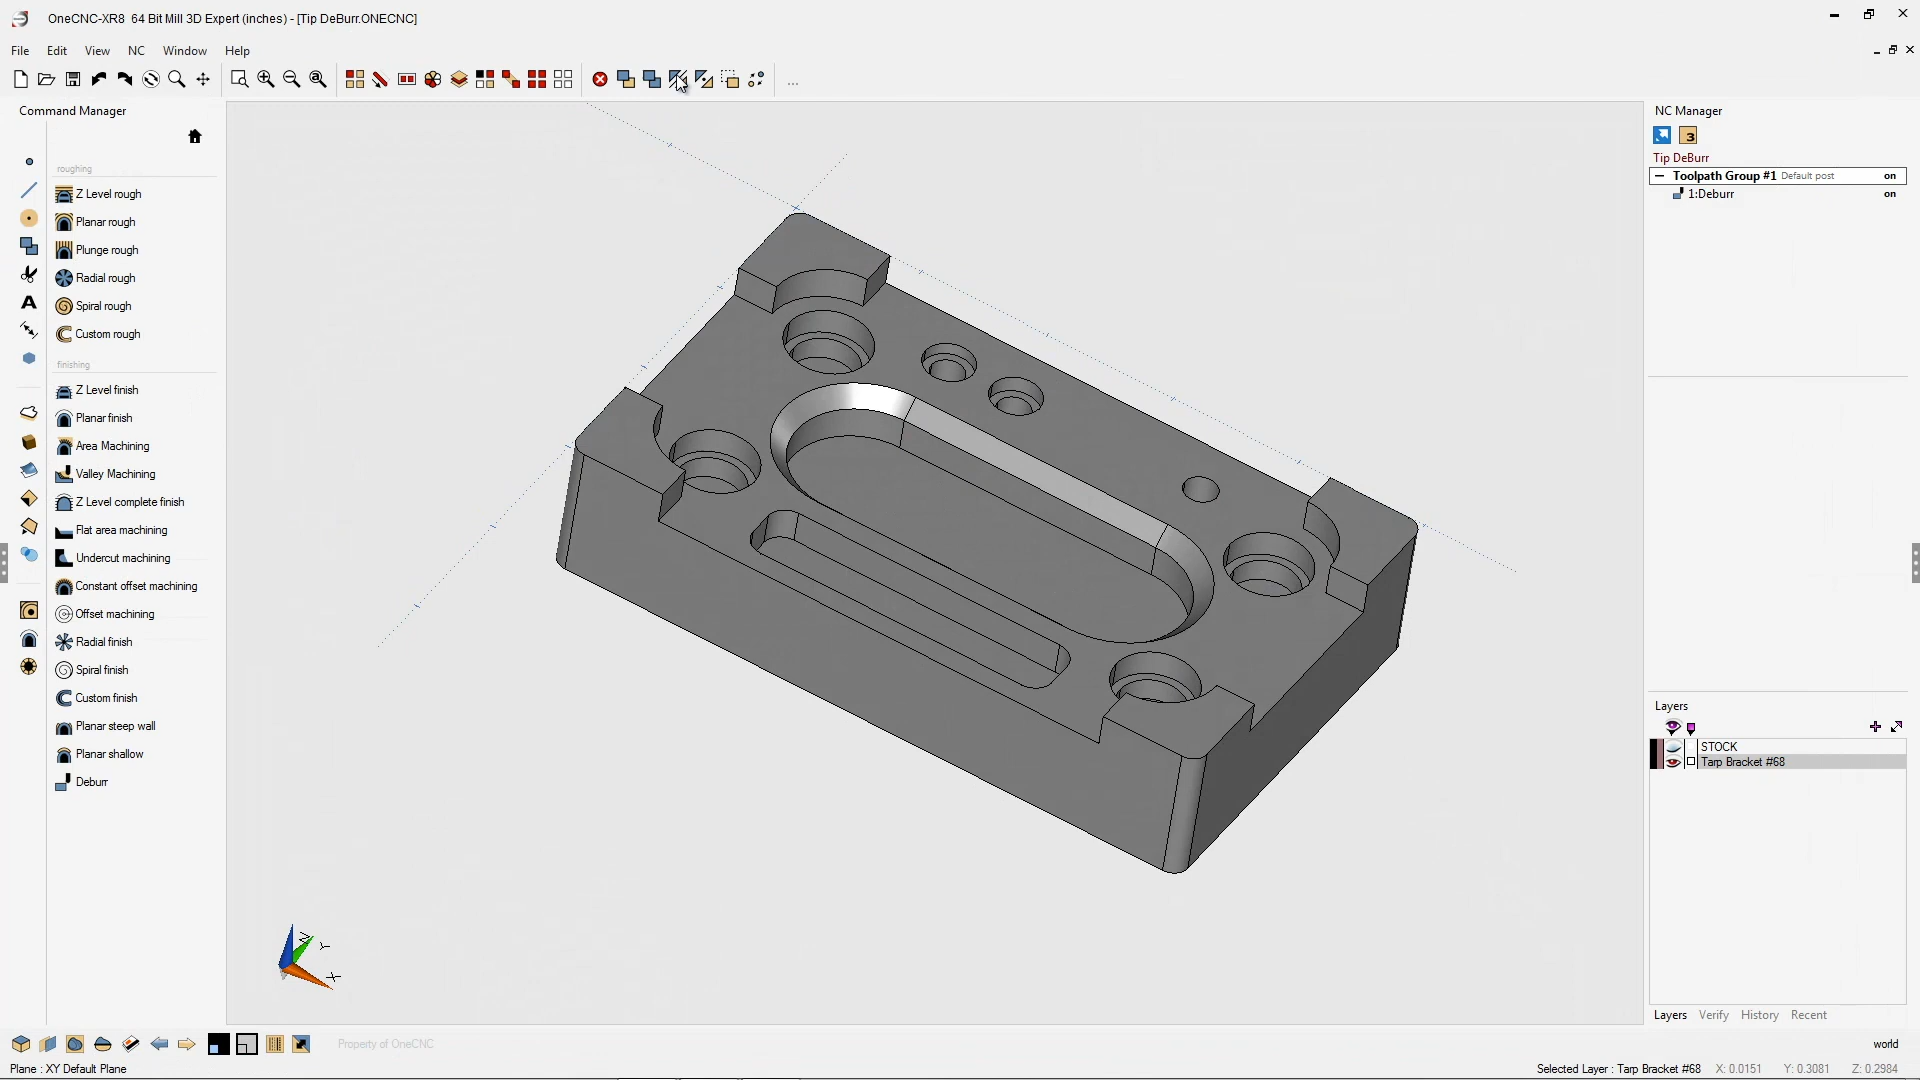 OneCNC-XR8 64 Bit Mill 3D Expert (inches) - [Tip DeBurr.ONECNC]
File Edit View NC Window Help
...
Command Manager
roughing
Z Level rough
Planar rough
Plunge rough
Radial rough
Spiral rough
Custom rough
finishing
Z Level finish
Planar finish
Area Machining
Valley Machining
Z Level complete finish
Flat area machining
Undercut machining
Constant offset machining
Offset machining
Radial finish
Spiral finish
Custom finish
Planar steep wall
Planar shallow
Deburr
A
Z
Y
X
NC Manager
3
Tip DeBurr
Toolpath Group #1 Default post on
1:Deburr on
Layers
STOCK
Tarp Bracket #68
Layers Verify History Recent
Property of OneCNC
world
Plane : XY Default Plane
Selected Layer : Tarp Bracket #68 X: 0.0151 Y: 0.3081 Z: 0.2984